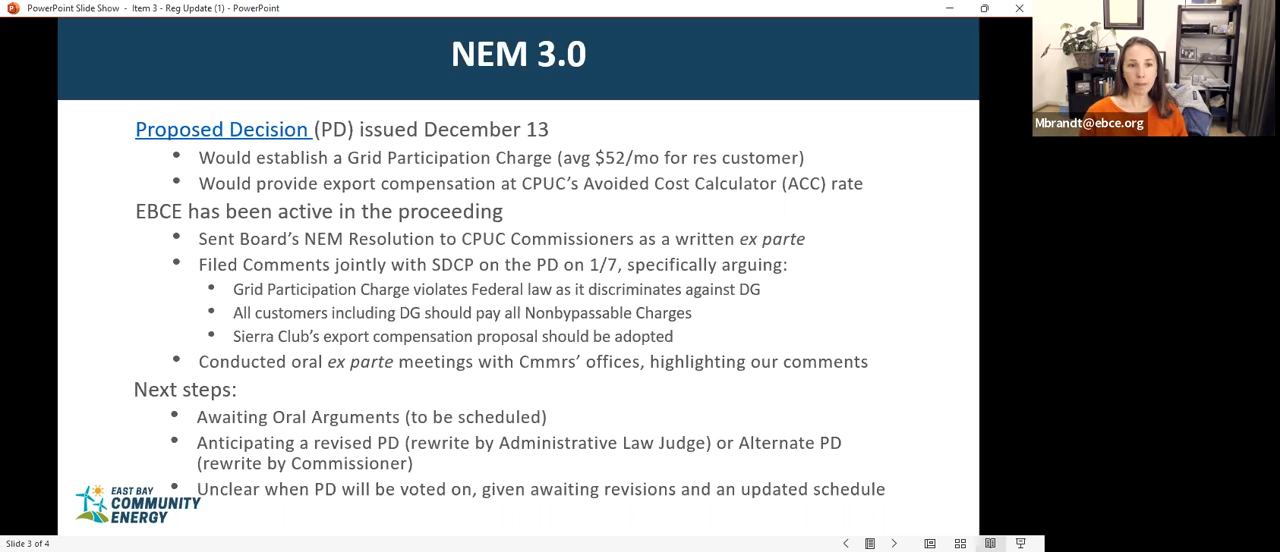 PowerPoint Slide Show - Item 3 - Reg Update (1) - PowerPoint
NEM 3.0
Mbrandt@ebce.org
Proposed Decision (PD) issued December 13
• Would establish a Grid Participation Charge (avg $52/mo for res customer)
• Would provide export compensation at CPUC's Avoided Cost Calculator (ACC) rate
EBCE has been active in the proceeding
• Sent Board's NEM Resolution to CPUC Commissioners as a written ex parte
• Filed Comments jointly with SDCP on the PD on 1/7, specifically arguing:
• Grid Participation Charge violates Federal law as it discriminates against DG
• All customers including DG should pay all Nonbypassable Charges
• Sierra Club's export compensation proposal should be adopted
• Conducted oral ex parte meetings with Cmmrs' offices, highlighting our comments
Next steps:
• Awaiting Oral Arguments (to be scheduled)
• Anticipating a revised PD (rewrite by Administrative Law Judge) or Alternate PD
(rewrite by Commissioner)
• Unclear when PD will be voted on, given awaiting revisions and an updated schedule
EAST BAY
COMMUNITY
ENERGY
Slide 3 of 4